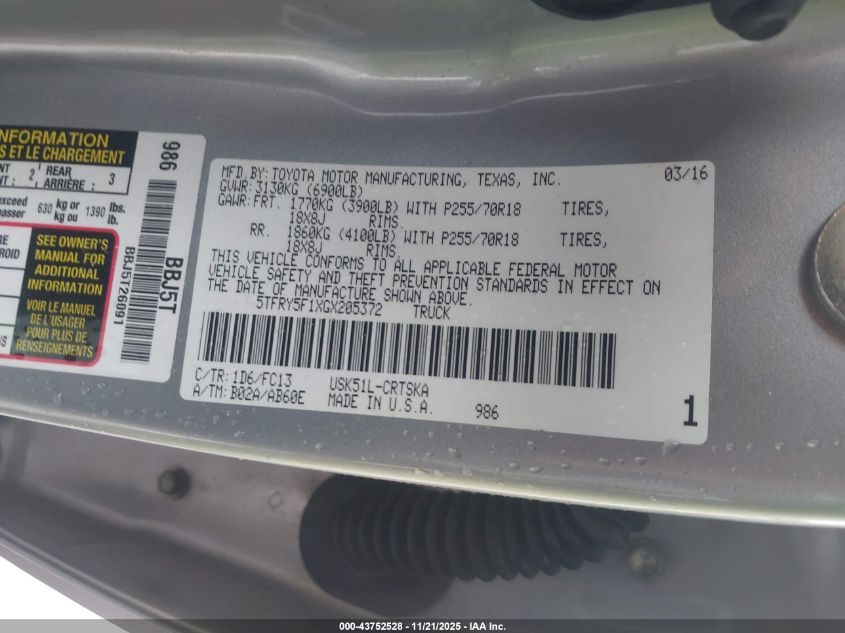 NFORMATION
S ET LE CHARGEMENT
NT : 2 REAR ARRIÈRE : 3
exceed
passer 630 kg or kg ou 1390 lbs. lb.
SEE OWNER'S
MANUAL FOR
ADDITIONAL
INFORMATION
VOIR LE MANUEL
DE L'USAGER
POUR PLUS DE
RENSEIGNEMENTS
986
BBJ5T
BBJ5T26091
MFD.BY:TOYOTA MOTOR MANUFACTURING, TEXAS, INC. 03/16
GVWR:3130KG (6900LB)
GAWR:FRT. 1770KG (3900LB) WITH P255/70R18 TIRES,
18X8J RIMS
RR. 1860KG (4100LB) WITH P255/70R18 TIRES,
18X8J RIMS.
THIS VEHICLE CONFORMS TO ALL APPLICABLE FEDERAL MOTOR
VEHICLE SAFETY AND THEFT PREVENTION STANDARDS IN EFFECT ON
THE DATE OF MANUFACTURE SHOWN ABOVE.
5TFRY5F1XGX205372 TRUCK
C/TR:1D6/FC13 USK51L-CRTSKA
A/TM:B02A/AB60E MADE IN U.S.A. 986 1
000-43752528 - 11/21/2025 - IAA Inc.